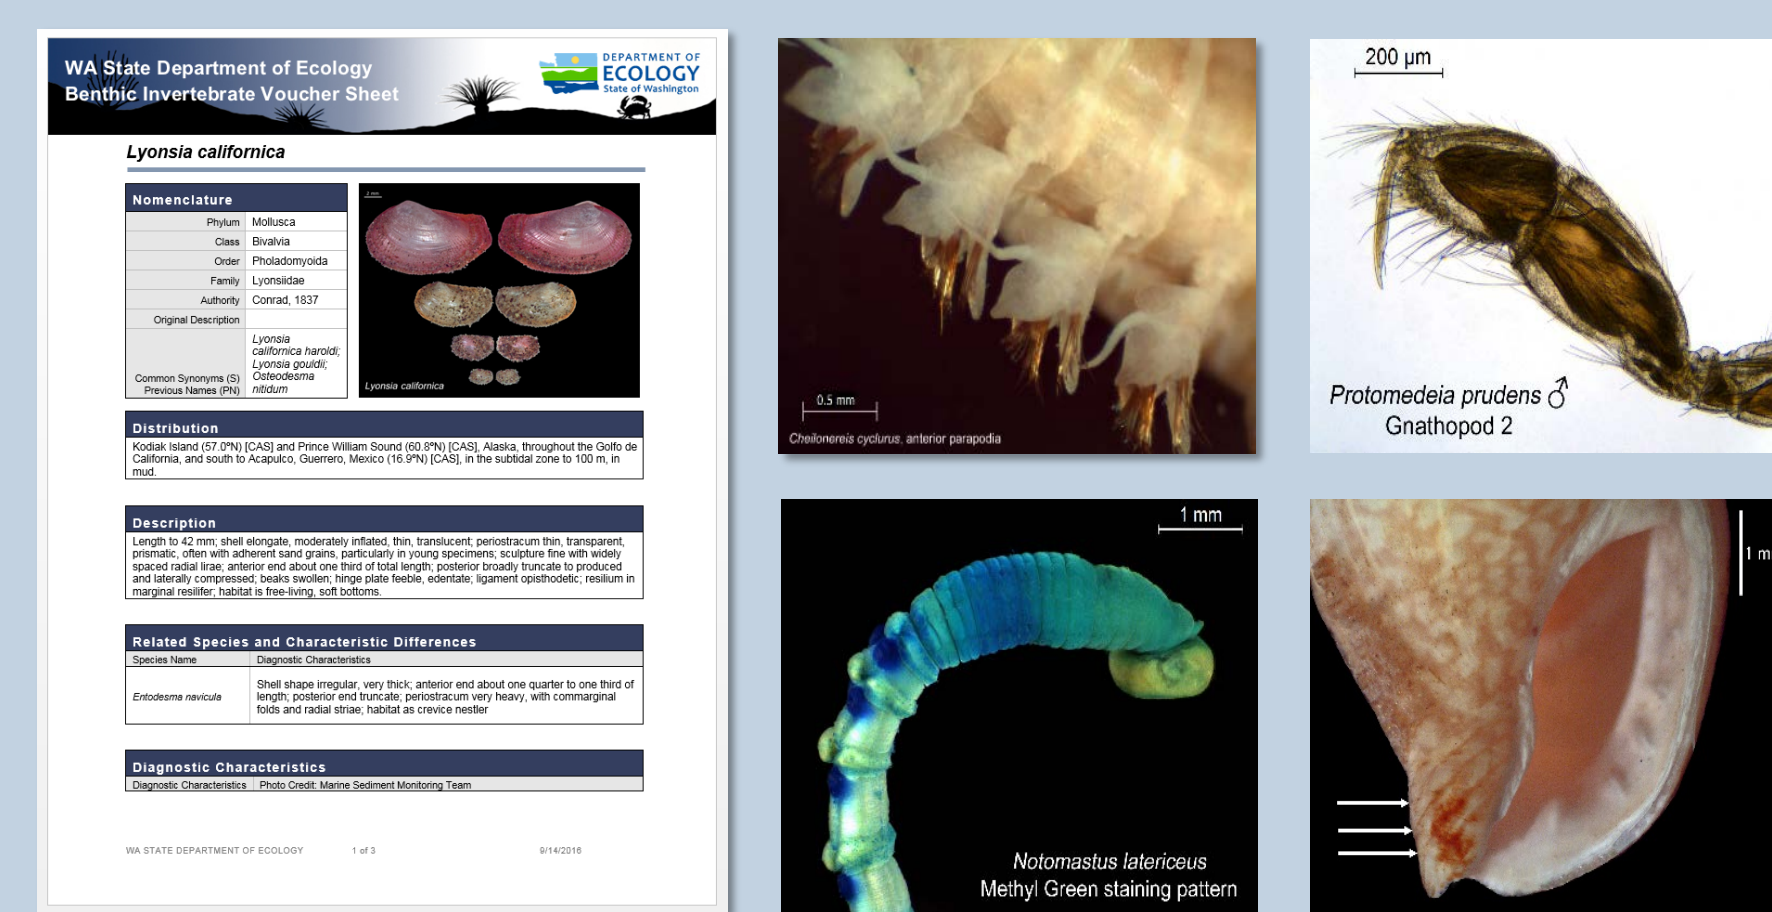 WA State Department of Ecology
Benthic Invertebrate Voucher Sheet
DEPARTMENT OF
ECOLOGY
State of Washington
Lyonsia californica
Nomenclature
Phylum Mollusca
Class Bivalvia
Order Pholadomyoida
Family Lyonsiidae
Authority Conrad, 1837
Original Description
Common Synonyms (S)
Previous Names (PN)
Lyonsia
californica haroldi;
Lyonsia gouldii;
Osteodesma
nitidum
2 mm
Lyonsia californica
Distribution
Kodiak Island (57.0ºN) [CAS] and Prince William Sound (60.8ºN) [CAS], Alaska, throughout the Golfo de
California, and south to Acapulco, Guerrero, Mexico (16.9ºN) [CAS], in the subtidal zone to 100 m, in
mud.
Description
Length to 42 mm; shell elongate, moderately inflated, thin, translucent; periostracum thin, transparent,
prismatic, often with adherent sand grains, particularly in young specimens; sculpture fine with widely
spaced radial lirae; anterior end about one third of total length; posterior broadly truncate to produced
and laterally compressed; beaks swollen; hinge plate feeble, edentate; ligament opisthodetic; resilium in
marginal resilifer; habitat is free-living, soft bottoms.
Related Species and Characteristic Differences
Species Name Diagnostic Characteristics
Entodesma navicula
Shell shape irregular, very thick; anterior end about one quarter to one third of
length; posterior end truncate; periostracum very heavy, with commarginal
folds and radial striae; habitat as crevice nestler
Diagnostic Characteristics
Diagnostic Characteristics Photo Credit: Marine Sediment Monitoring Team
WA STATE DEPARTMENT OF ECOLOGY 1 of 3 9/14/2016
0.5 mm
Cheilonereis cyclurus, anterior parapodia
200 µm
Protomedeia prudens ♂
Gnathopod 2
1 mm
Notomastus latericeus
Methyl Green staining pattern
1 m